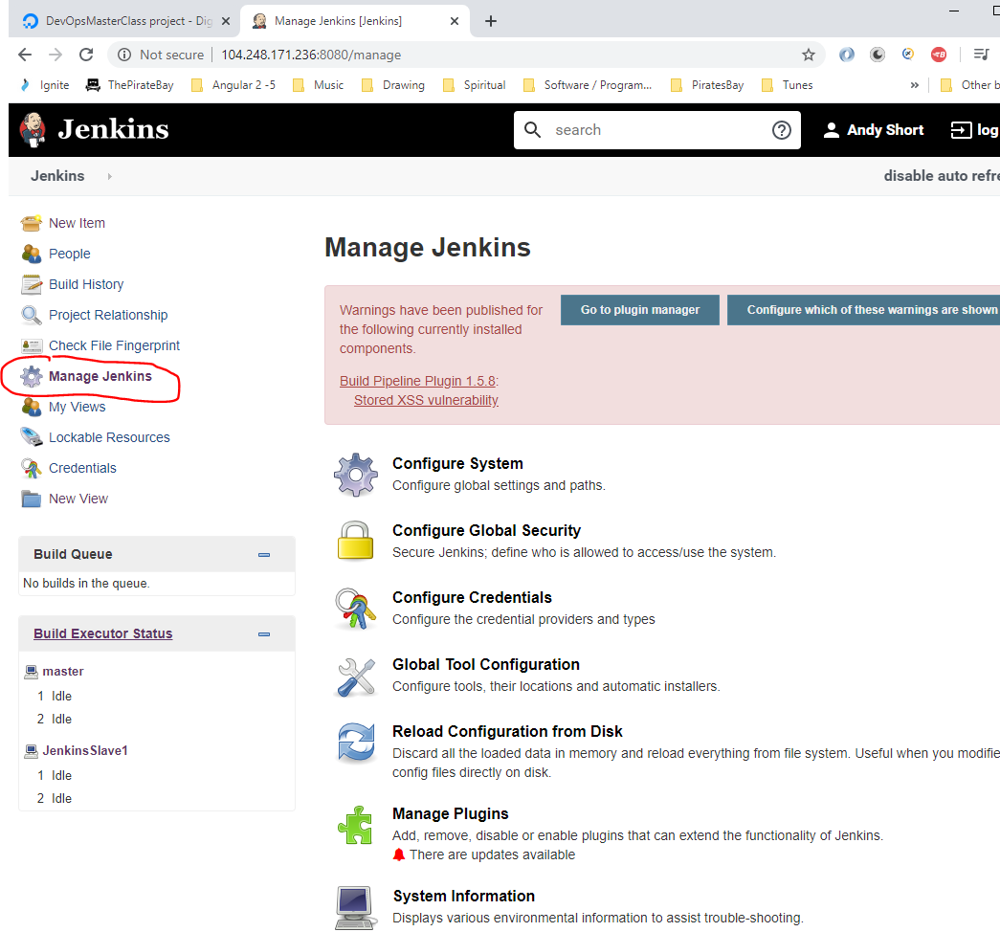 DevOpsMasterClass project - Dig
Manage Jenkins [Jenkins]
Not secure
104.248.171.236:8080/manage
Ignite
ThePirateBay
Angular 2 -5
Music
Drawing
Spiritual
Software / Program...
PiratesBay
Tunes
»
Other b
Jenkins
search
Andy Short
log
Jenkins
disable auto refre
New Item
People
Build History
Project Relationship
Check File Fingerprint
Manage Jenkins
My Views
Lockable Resources
Credentials
New View
Build Queue
No builds in the queue.
Build Executor Status
master
1 Idle
2 Idle
JenkinsSlave1
1 Idle
2 Idle
Manage Jenkins
Warnings have been published for
the following currently installed
components.
Go to plugin manager
Configure which of these warnings are shown
Build Pipeline Plugin 1.5.8:
Stored XSS vulnerability
Configure System
Configure global settings and paths.
Configure Global Security
Secure Jenkins; define who is allowed to access/use the system.
Configure Credentials
Configure the credential providers and types
Global Tool Configuration
Configure tools, their locations and automatic installers.
Reload Configuration from Disk
Discard all the loaded data in memory and reload everything from file system. Useful when you modifie
config files directly on disk.
Manage Plugins
Add, remove, disable or enable plugins that can extend the functionality of Jenkins.
There are updates available
System Information
Displays various environmental information to assist trouble-shooting.